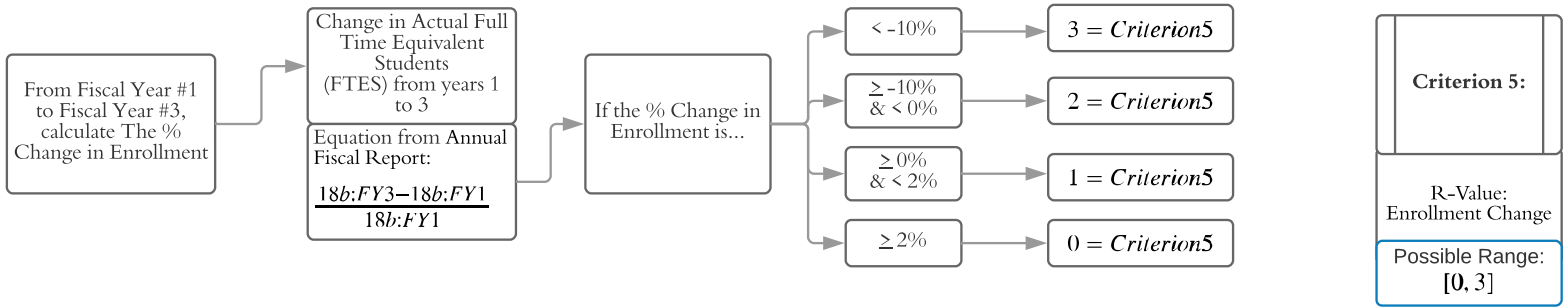 From Fiscal Year #1
to Fiscal Year #3,
calculate The %
Change in Enrollment
Change in Actual Full
Time Equivalent
Students
(FTES) from years 1
to 3
Equation from Annual
Fiscal Report:
18b:FY3−18b:FY1
18b:FY1
If the % Change in
Enrollment is...
< -10%
3 = Criterion5
≥ -10%
& < 0%
2 = Criterion5
≥ 0%
& < 2%
1 = Criterion5
≥ 2%
0 = Criterion5
Criterion 5:
R-Value:
Enrollment Change
Possible Range:
[0, 3]